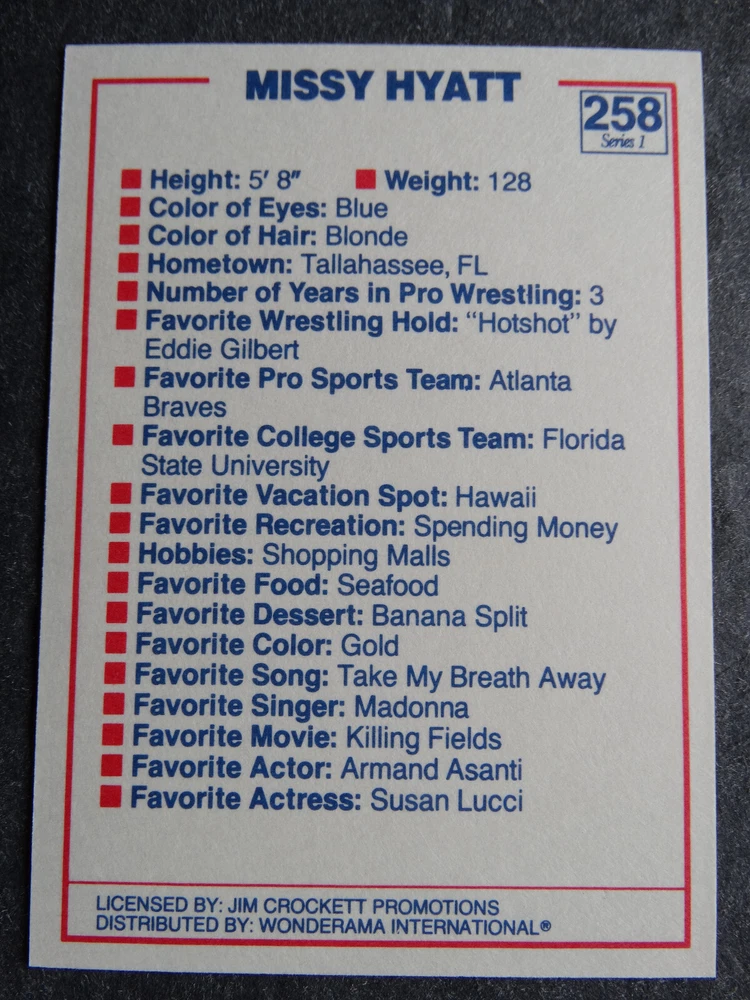 MISSY HYATT
258
Series 1
Height: 5' 8" Weight: 128
Color of Eyes: Blue
Color of Hair: Blonde
Hometown: Tallahassee, FL
Number of Years in Pro Wrestling: 3
Favorite Wrestling Hold: “Hotshot” by
Eddie Gilbert
Favorite Pro Sports Team: Atlanta
Braves
Favorite College Sports Team: Florida
State University
Favorite Vacation Spot: Hawaii
Favorite Recreation: Spending Money
Hobbies: Shopping Malls
Favorite Food: Seafood
Favorite Dessert: Banana Split
Favorite Color: Gold
Favorite Song: Take My Breath Away
Favorite Singer: Madonna
Favorite Movie: Killing Fields
Favorite Actor: Armand Asanti
Favorite Actress: Susan Lucci
LICENSED BY: JIM CROCKETT PROMOTIONS
DISTRIBUTED BY: WONDERAMA INTERNATIONAL®